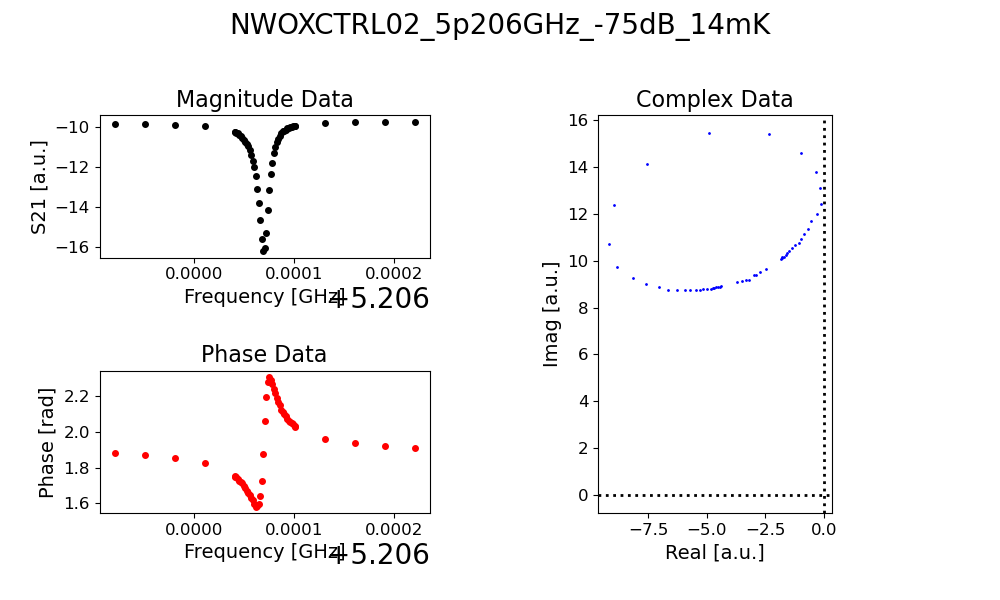 NWOXCTRL02_5p206GHz_-75dB_14mK
Magnitude Data
S21 [a.u.]
−10
−12
−14
−16
0.0000 0.0001 0.0002
Frequency [GHz]
+5.206
Phase Data
Phase [rad]
2.2
2.0
1.8
1.6
0.0000 0.0001 0.0002
Frequency [GHz]
+5.206
Complex Data
Imag [a.u.]
16
14
12
10
8
6
4
2
0
−7.5 −5.0 −2.5 0.0
Real [a.u.]